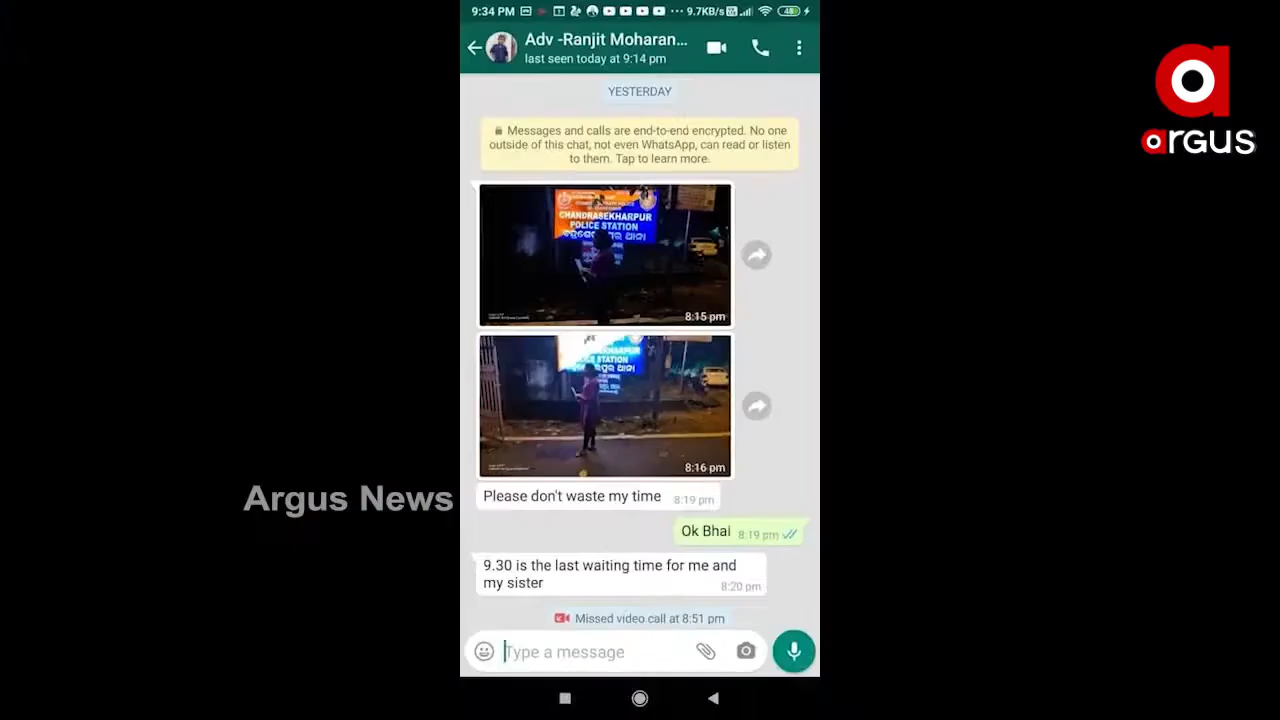 9:34 PM
9.7KB/s
48
Adv -Ranjit Moharan...
last seen today at 9:14 pm
argus
YESTERDAY
Messages and calls are end-to-end encrypted. No one
outside of this chat, not even WhatsApp, can read or listen
to them. Tap to learn more.
CHANDRASEKHARPUR
POLICE STATION
8:15 pm
POLICE STATION
8:16 pm
Argus News
Please don't waste my time 8:19 pm
Ok Bhai 8:19 pm
9.30 is the last waiting time for me and
my sister
8:20 pm
Missed video call at 8:51 pm
Type a message